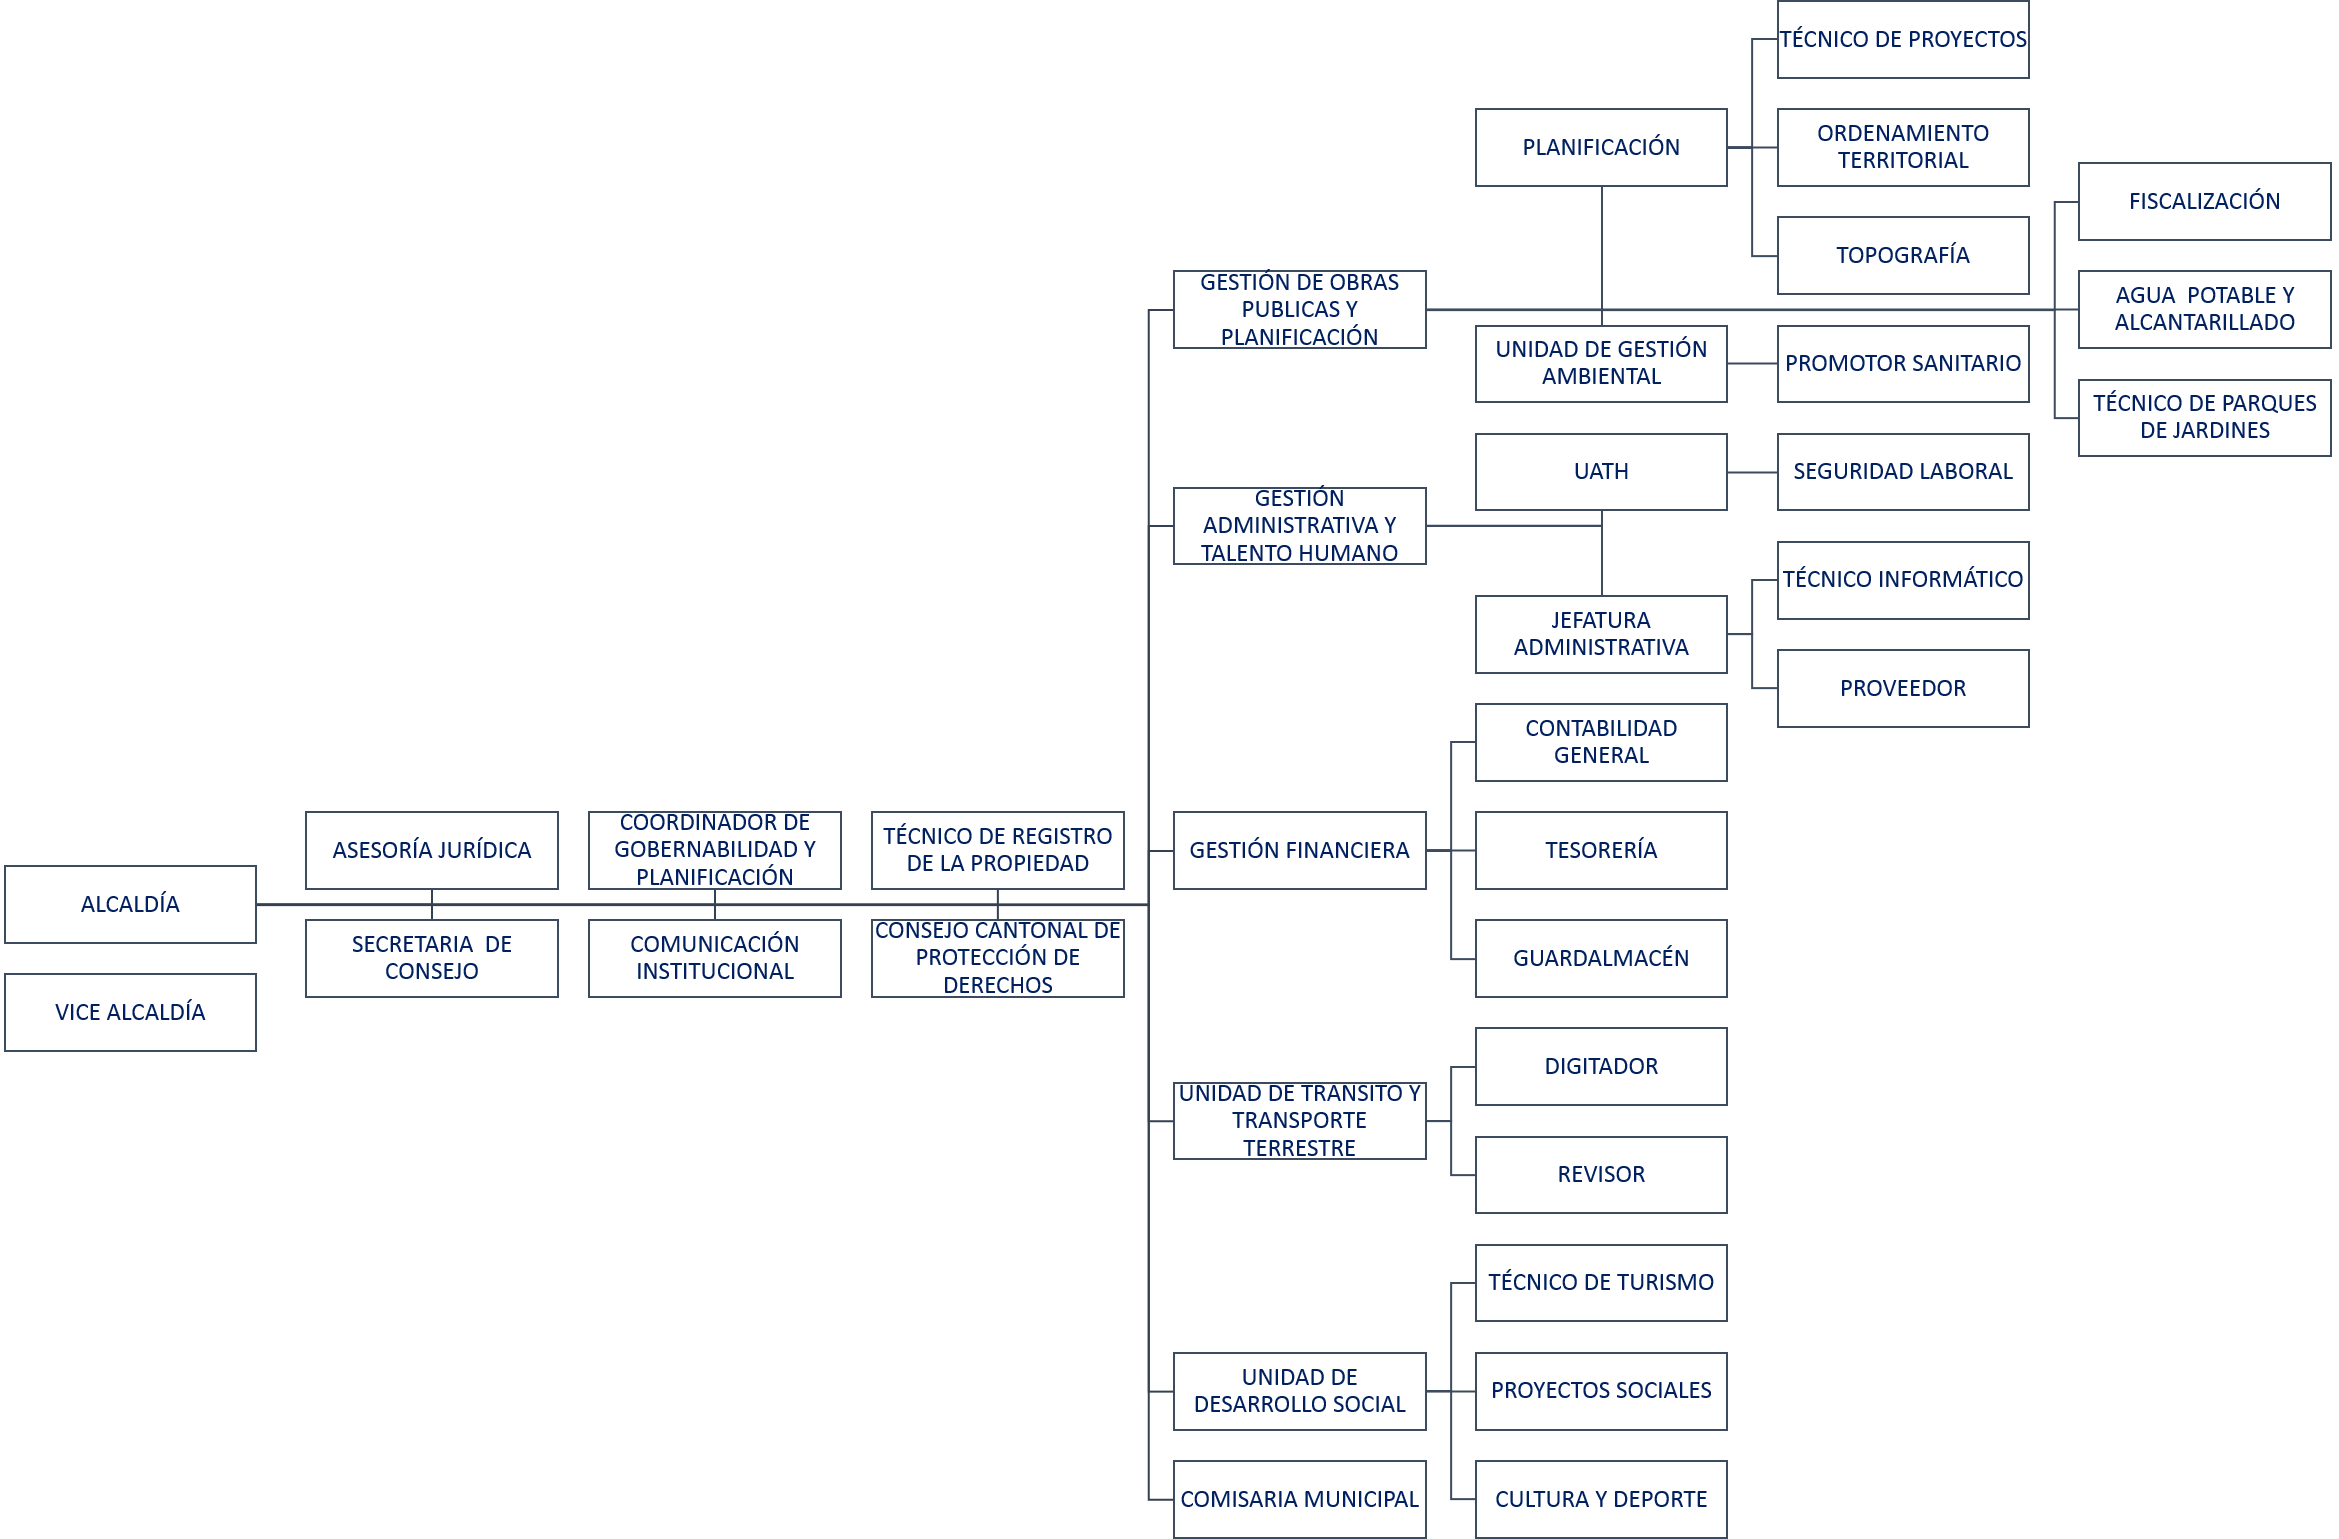 ALCALDÍA
VICE ALCALDÍA
ASESORÍA JURÍDICA
SECRETARIA  DE
CONSEJO
COORDINADOR DE
GOBERNABILIDAD Y
PLANIFICACIÓN
COMUNICACIÓN
INSTITUCIONAL
TÉCNICO DE REGISTRO
DE LA PROPIEDAD
CONSEJO CANTONAL DE
PROTECCIÓN DE
DERECHOS
GESTIÓN DE OBRAS
PUBLICAS Y
PLANIFICACIÓN
PLANIFICACIÓN
TÉCNICO DE PROYECTOS
ORDENAMIENTO
TERRITORIAL
TOPOGRAFÍA
UNIDAD DE GESTIÓN
AMBIENTAL
PROMOTOR SANITARIO
FISCALIZACIÓN
AGUA  POTABLE Y
ALCANTARILLADO
TÉCNICO DE PARQUES
DE JARDINES
GESTIÓN
ADMINISTRATIVA Y
TALENTO HUMANO
UATH
SEGURIDAD LABORAL
JEFATURA
ADMINISTRATIVA
TÉCNICO INFORMÁTICO
PROVEEDOR
GESTIÓN FINANCIERA
CONTABILIDAD
GENERAL
TESORERÍA
GUARDALMACÉN
UNIDAD DE TRANSITO Y
TRANSPORTE
TERRESTRE
DIGITADOR
REVISOR
UNIDAD DE
DESARROLLO SOCIAL
TÉCNICO DE TURISMO
PROYECTOS SOCIALES
CULTURA Y DEPORTE
COMISARIA MUNICIPAL